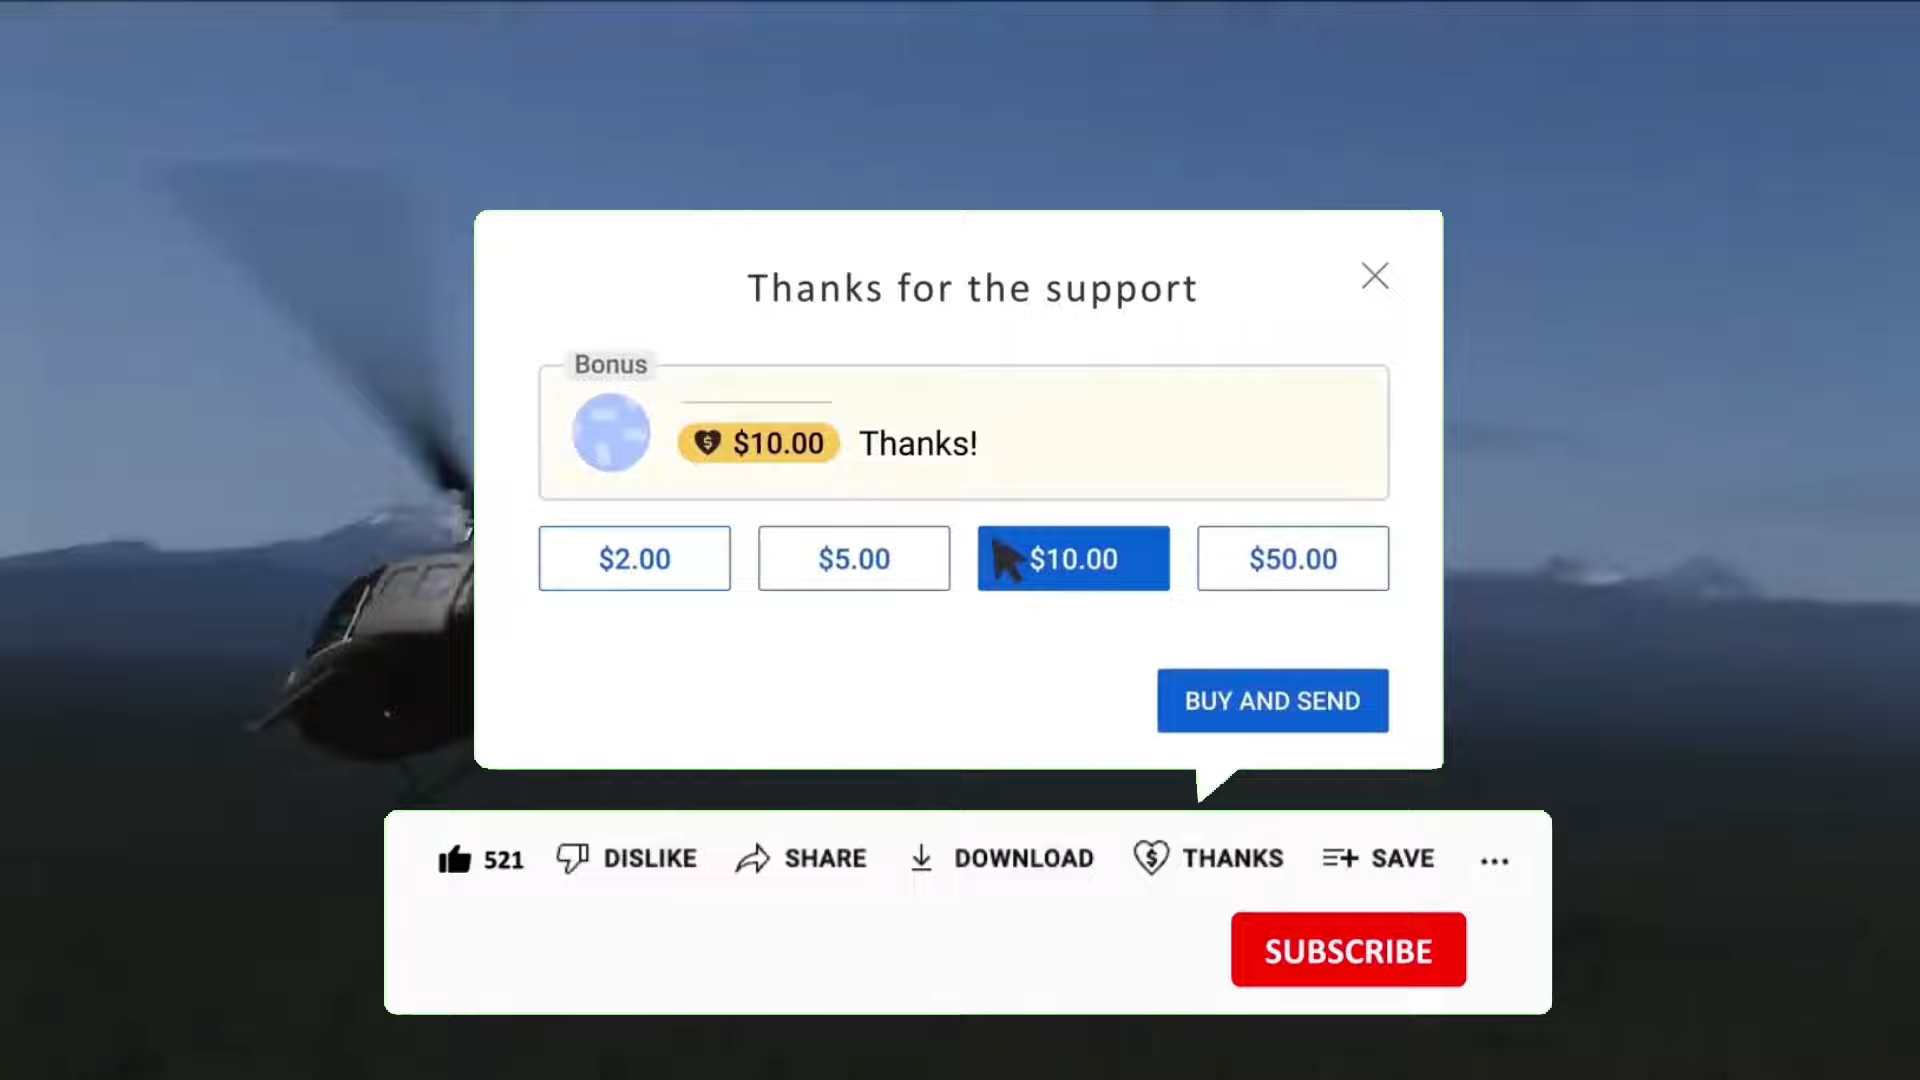 Thanks for the support
Bonus
$10.00 Thanks!
$2.00 $5.00 $10.00 $50.00
BUY AND SEND
521 DISLIKE SHARE DOWNLOAD THANKS SAVE ...
SUBSCRIBE